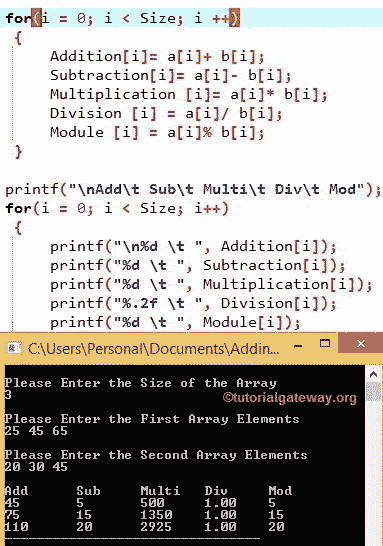 for(i = 0; i < Size; i ++)
{
Addition[i]= a[i]+ b[i];
Subtraction[i]= a[i]- b[i];
Multiplication [i]= a[i]* b[i];
Division [i] = a[i]/ b[i];
Module [i] = a[i]% b[i];
}
printf("\nAdd\t Sub\t Multi\t Div\t Mod");
for(i = 0; i < Size; i++)
{
printf("\n%d \t ", Addition[i]);
printf("%d \t ", Subtraction[i]);
printf("%d \t ", Multiplication[i]);
printf("%.2f \t ", Division[i]);
printf("%d \t ", Module[i]);
C:\Users\Personal\Documents\Addin...
Please Enter the Size of the Array
3
©tutorialgateway.org
Please Enter the First Array Elements
25 45 65
Please Enter the Second Array Elements
20 30 45
Add Sub Multi Div Mod
45 5 500 1.00 5
75 15 1350 1.00 15
110 20 2925 1.00 20